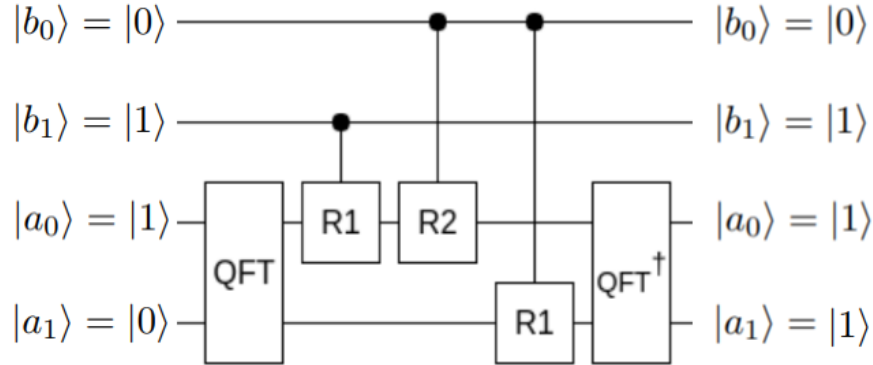 |b₀⟩ = |0⟩ |b₀⟩ = |0⟩
|b₁⟩ = |1⟩ |b₁⟩ = |1⟩
R1 R2
|a₀⟩ = |1⟩ |a₀⟩ = |1⟩
QFT QFT†
R1
|a₁⟩ = |0⟩ |a₁⟩ = |1⟩